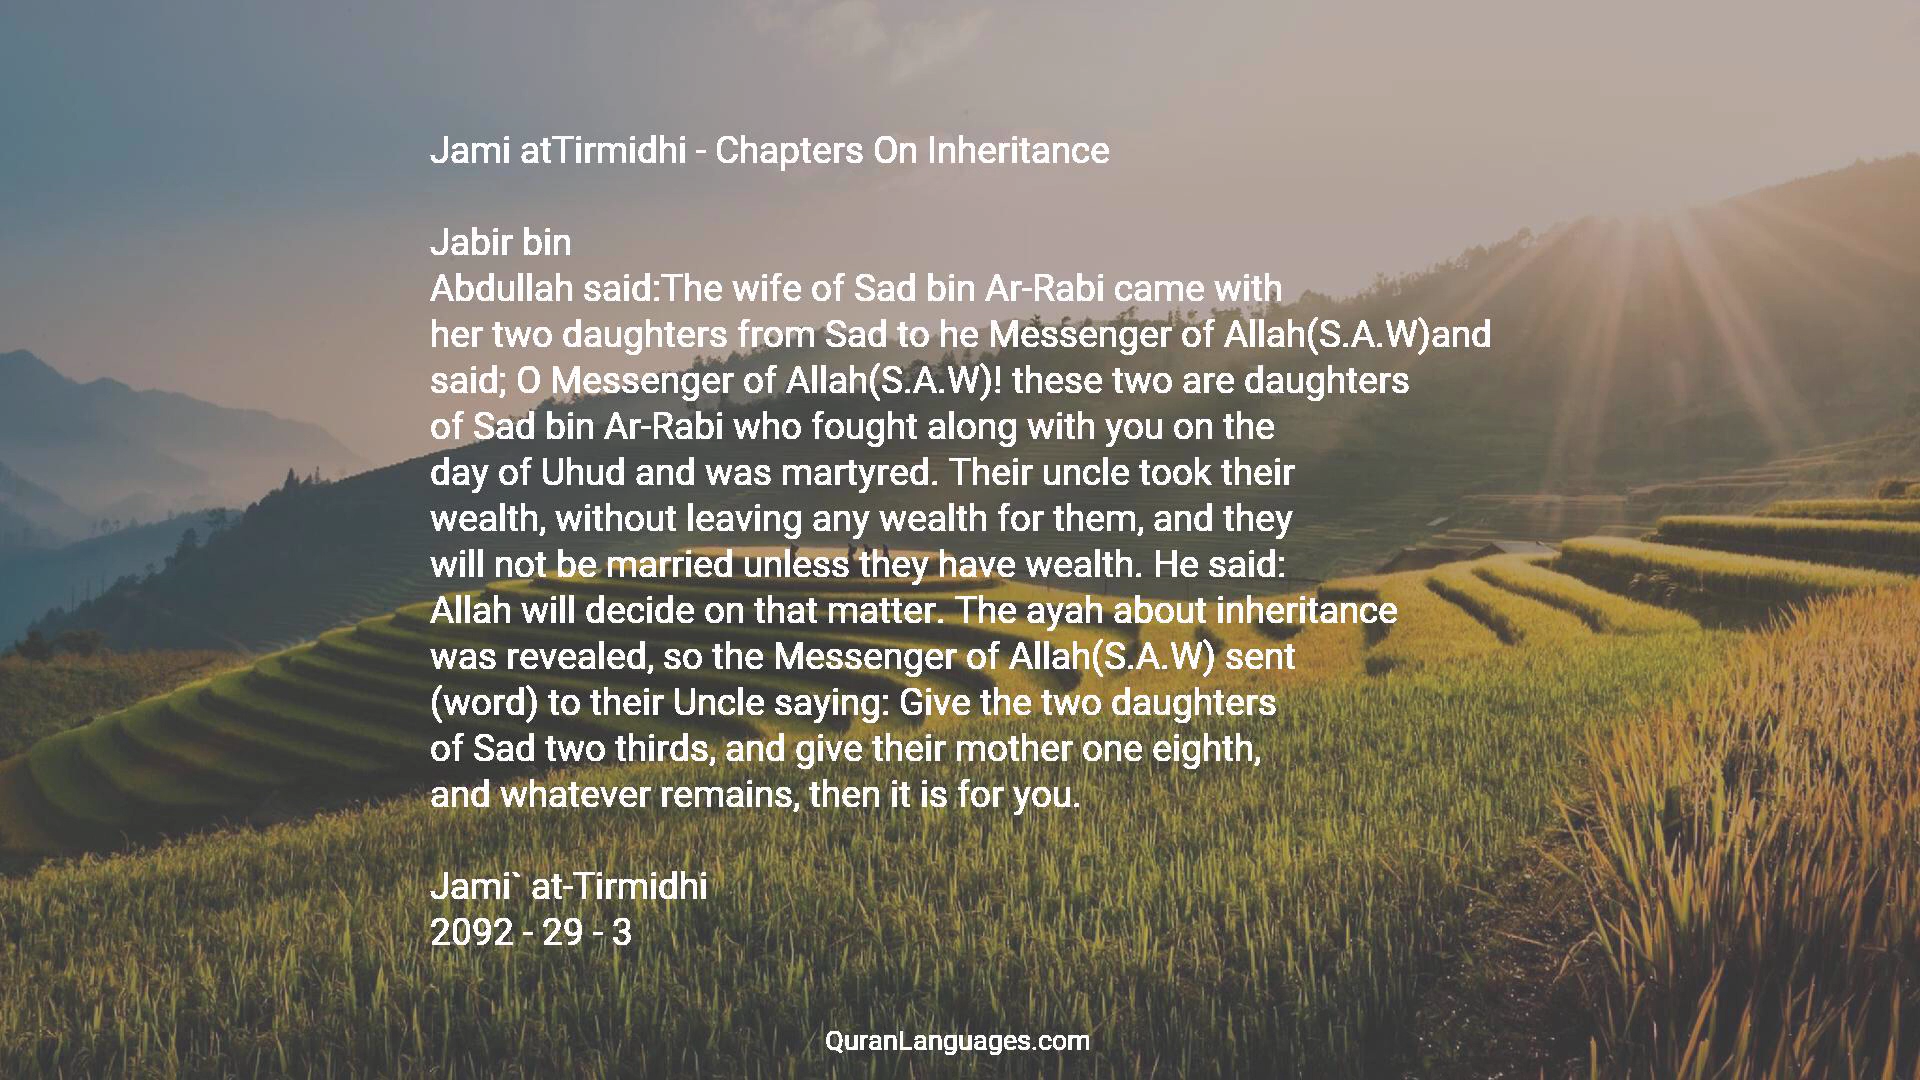 Jami atTirmidhi - Chapters On Inheritance
Jabir bin
Abdullah said:The wife of Sad bin Ar-Rabi came with
her two daughters from Sad to he Messenger of Allah(S.A.W)and
said; O Messenger of Allah(S.A.W)! these two are daughters
of Sad bin Ar-Rabi who fought along with you on the
day of Uhud and was martyred. Their uncle took their
wealth, without leaving any wealth for them, and they
will not be married unless they have wealth. He said:
Allah will decide on that matter. The ayah about inheritance
was revealed, so the Messenger of Allah(S.A.W) sent
(word) to their Uncle saying: Give the two daughters
of Sad two thirds, and give their mother one eighth,
and whatever remains, then it is for you.
Jami` at-Tirmidhi
2092 - 29 - 3
QuranLanguages.com